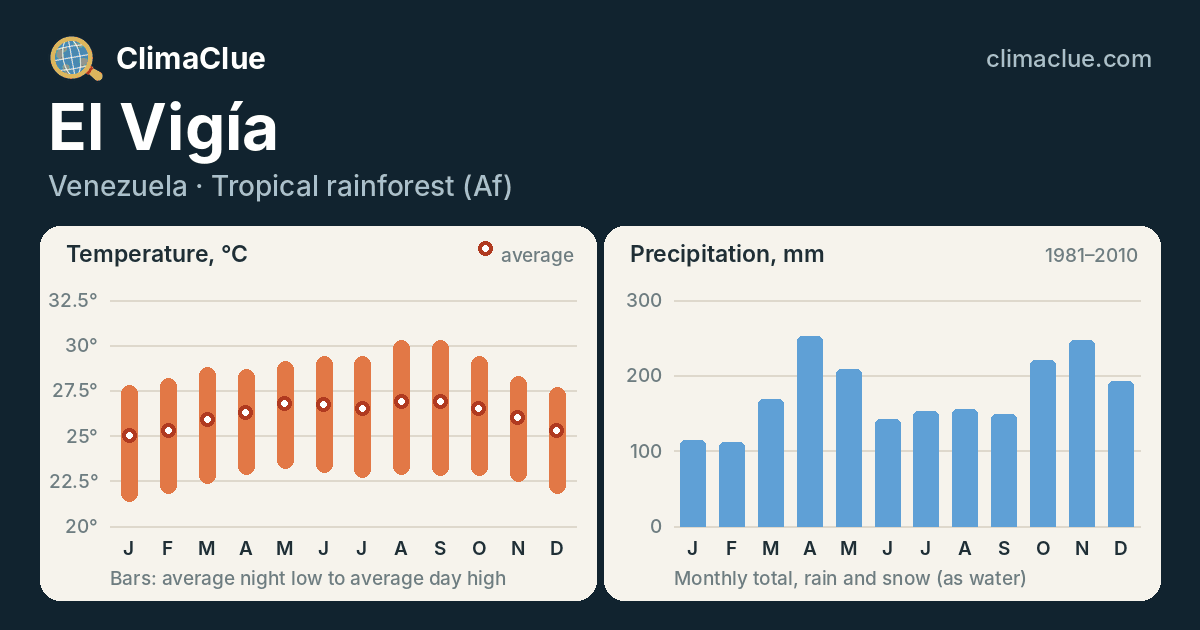 ClimaClue
climaclue.com
El Vigía
Venezuela · Tropical rainforest (Af)
Temperature, °C
average
32.5°
30°
27.5°
25°
22.5°
20°
J F M A M J J A S O N D
Bars: average night low to average day high
Precipitation, mm
1981–2010
300
200
100
0
J F M A M J J A S O N D
Monthly total, rain and snow (as water)